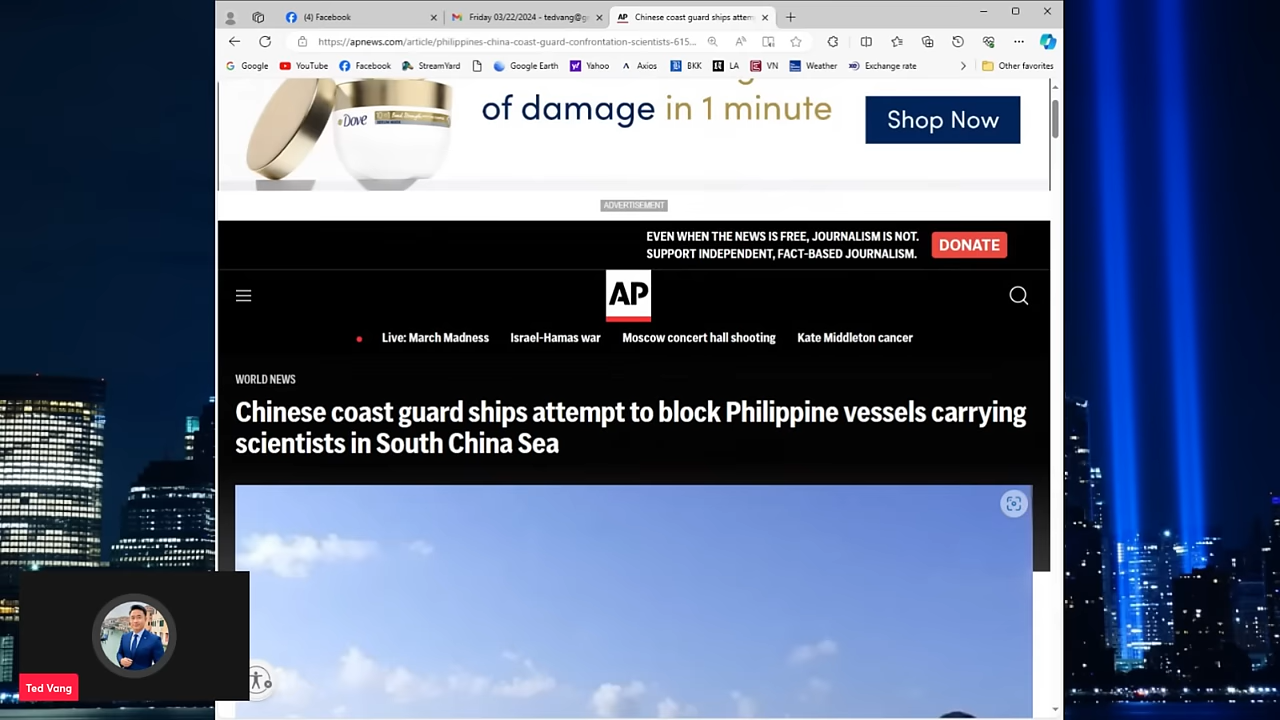 (4) Facebook
Friday 03/22/2024 - tedvang@g
AP Chinese coast guard ships attem
https://apnews.com/article/philippines-china-coast-guard-confrontation-scientists-615...
Google YouTube Facebook StreamYard Google Earth Yahoo Axios BKK LA VN Weather Exchange rate Other favorites
Dove
of damage in 1 minute
Shop Now
ADVERTISEMENT
EVEN WHEN THE NEWS IS FREE, JOURNALISM IS NOT.
SUPPORT INDEPENDENT, FACT-BASED JOURNALISM.
DONATE
AP
Live: March Madness Israel-Hamas war Moscow concert hall shooting Kate Middleton cancer
WORLD NEWS
Chinese coast guard ships attempt to block Philippine vessels carrying
scientists in South China Sea
Ted Vang